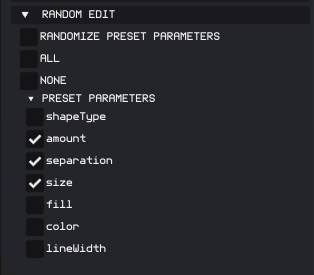 RANDOM EDIT
RANDOMIZE PRESET PARAMETERS
ALL
NONE
PRESET PARAMETERS
shapeType
amount
separation
size
fill
color
lineWidth